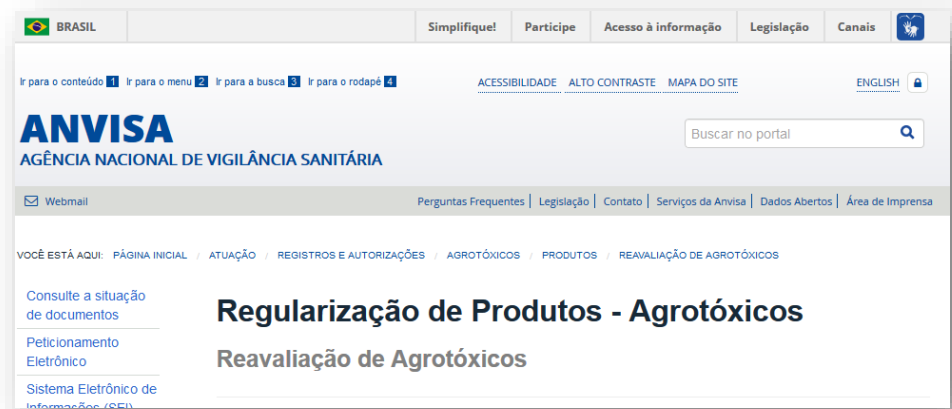 BRASIL Simplifique! Participe Acesso à informação Legislação Canais
Ir para o conteúdo 1 Ir para o menu 2 Ir para a busca 3 Ir para o rodapé 4 ACESSIBILIDADE ALTO CONTRASTE MAPA DO SITE ENGLISH
ANVISA
Buscar no portal
AGÊNCIA NACIONAL DE VIGILÂNCIA SANITÁRIA
Webmail Perguntas Frequentes | Legislação | Contato | Serviços da Anvisa | Dados Abertos | Área de Imprensa
VOCÊ ESTÁ AQUI: PÁGINA INICIAL / ATUAÇÃO / REGISTROS E AUTORIZAÇÕES / AGROTÓXICOS / PRODUTOS / REAVALIAÇÃO DE AGROTÓXICOS
Consulte a situação
de documentos
Peticionamento
Eletrônico
Sistema Eletrônico de
Informações (SEI)
Regularização de Produtos - Agrotóxicos
Reavaliação de Agrotóxicos